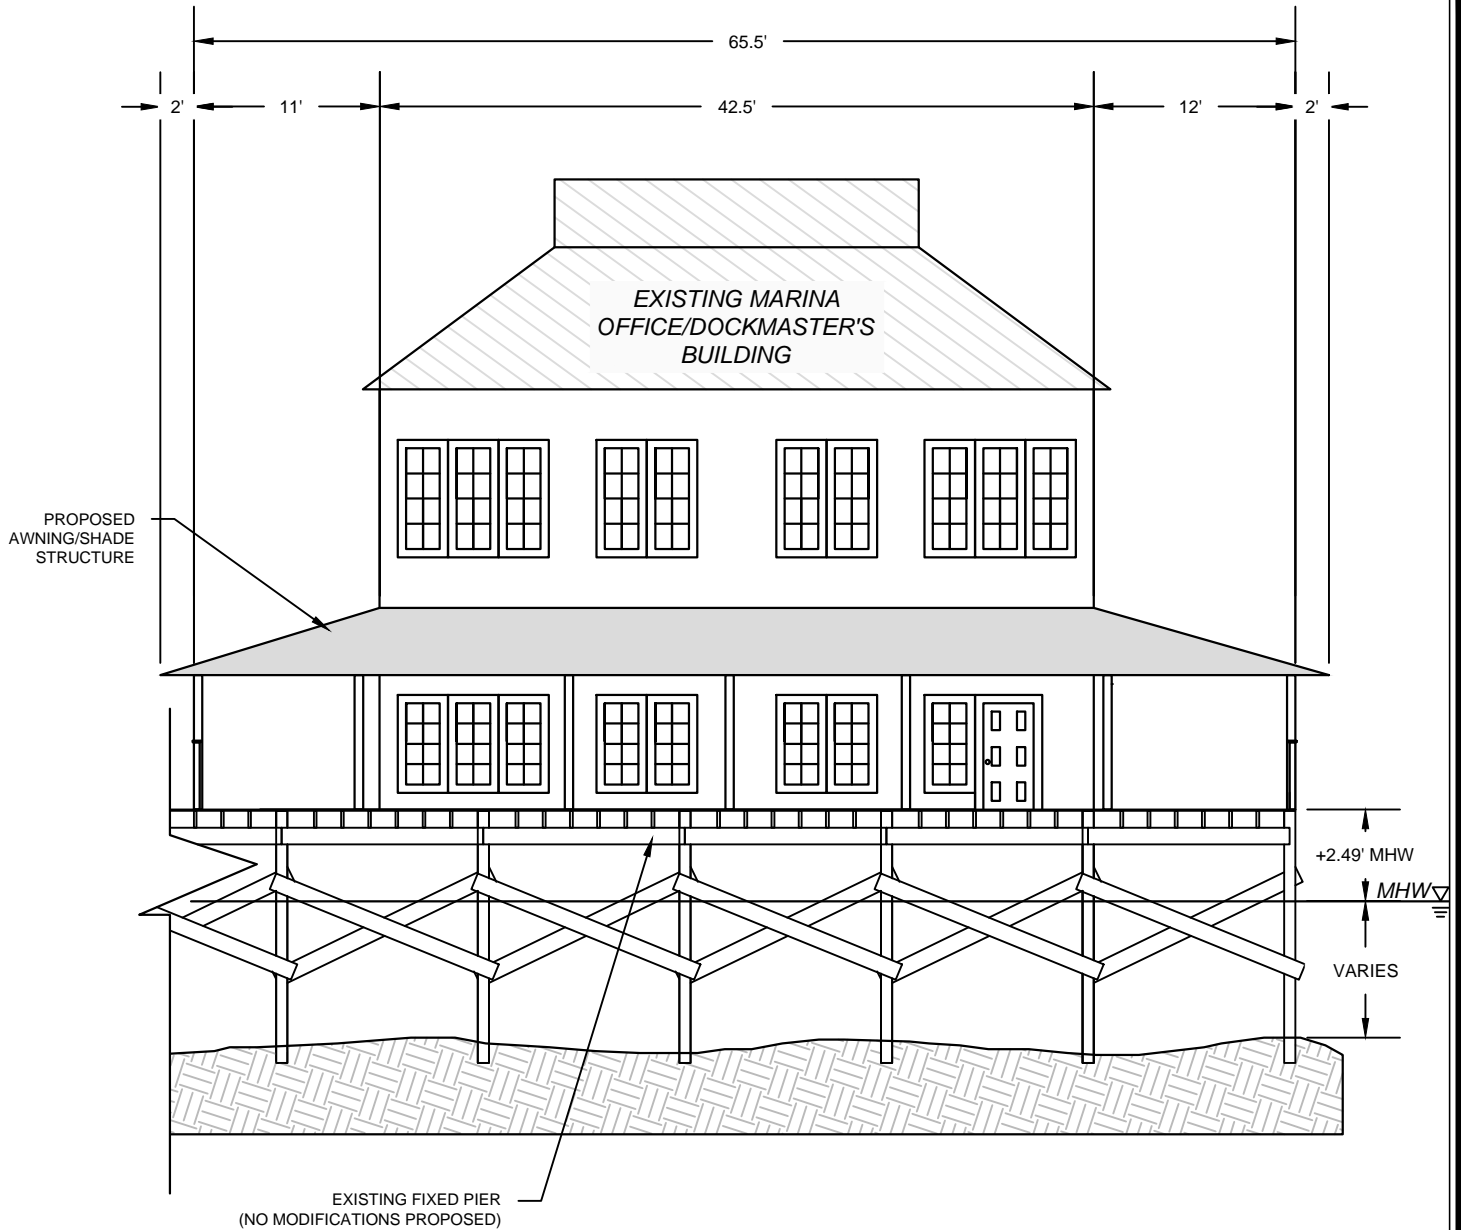 65.5'
2'
11'
42.5'
12'
2'
EXISTING MARINA
OFFICE/DOCKMASTER'S
BUILDING
PROPOSED
AWNING/SHADE
STRUCTURE
+2.49' MHW
MHW
VARIES
EXISTING FIXED PIER
(NO MODIFICATIONS PROPOSED)